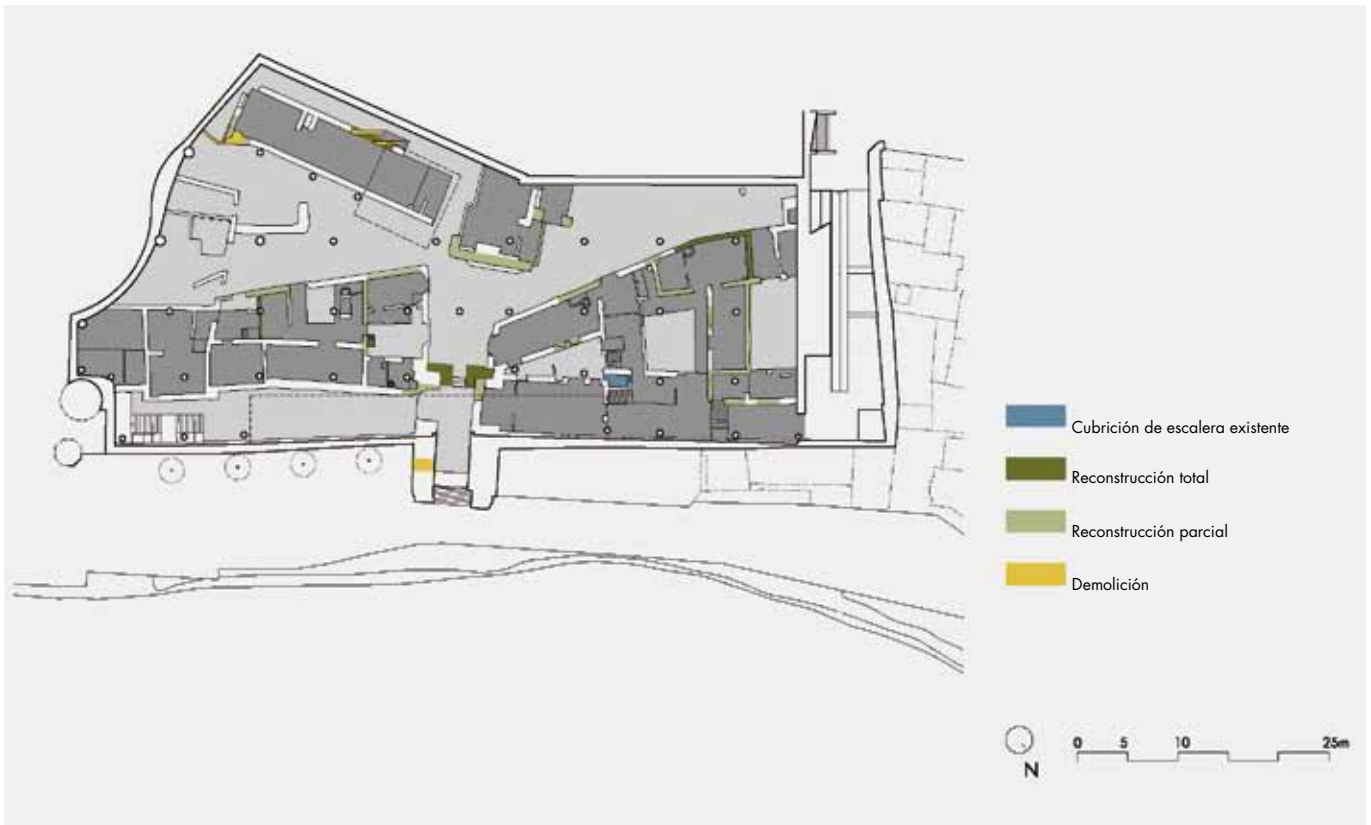 Cubrición de escalera existente
Reconstrucción total
Reconstrucción parcial
Demolición
N
0 5 10 25m